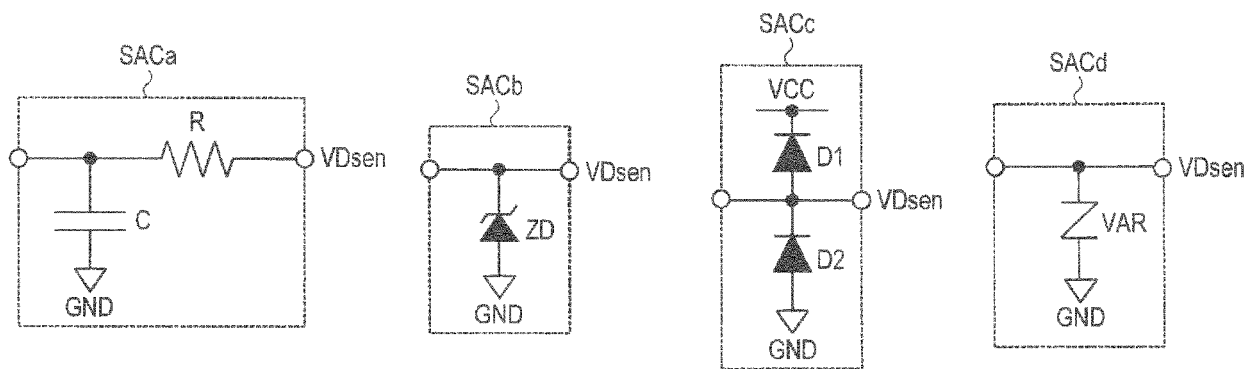 SACa
R
VDsen
C
GND
SACb
VDsen
ZD
GND
SACc
VCC
D1
VDsen
D2
GND
SACd
VDsen
VAR
GND